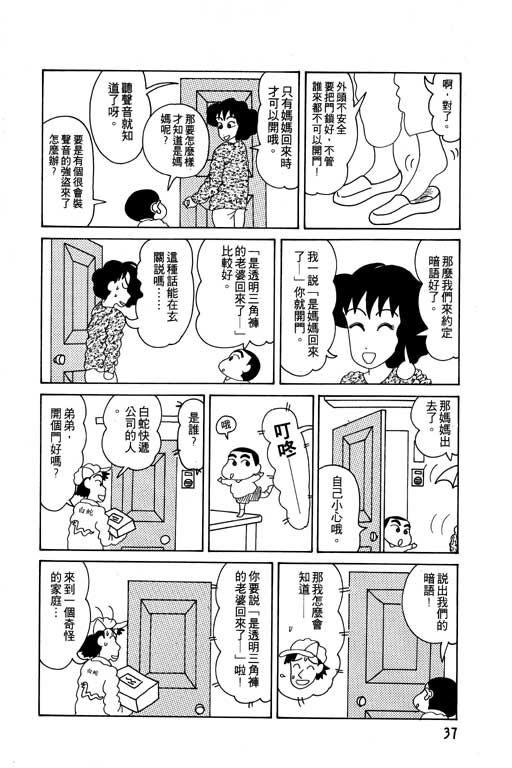 啊，對了。
外頭不安全
要把門鎖好，不管
誰來都不可以開門！
只有媽媽回來時
才可以開哦。
那要怎麼樣
才知道是媽
媽呢？
聽聲音就知
道了呀。
要是有個很會裝
聲音的強盜來了
怎麼辦？
那麼我們來約定
暗語好了。
我一說「是媽媽回來
了—」你就開門。
「是透明三角褲
的老婆回來了—」
比較好。
這種話能在玄
關說嗎……
那媽媽出
去了。
自己小心哦。
叮咚——
哦
是誰？
白蛇快遞
公司的人
。
弟弟，
開個門好嗎？
白蛇
說出我們的
暗語！
那我怎麼會
知道—
你要說「是透明三角褲
的老婆回來了—」啦！
來到一個奇怪
的家庭…
白蛇
37